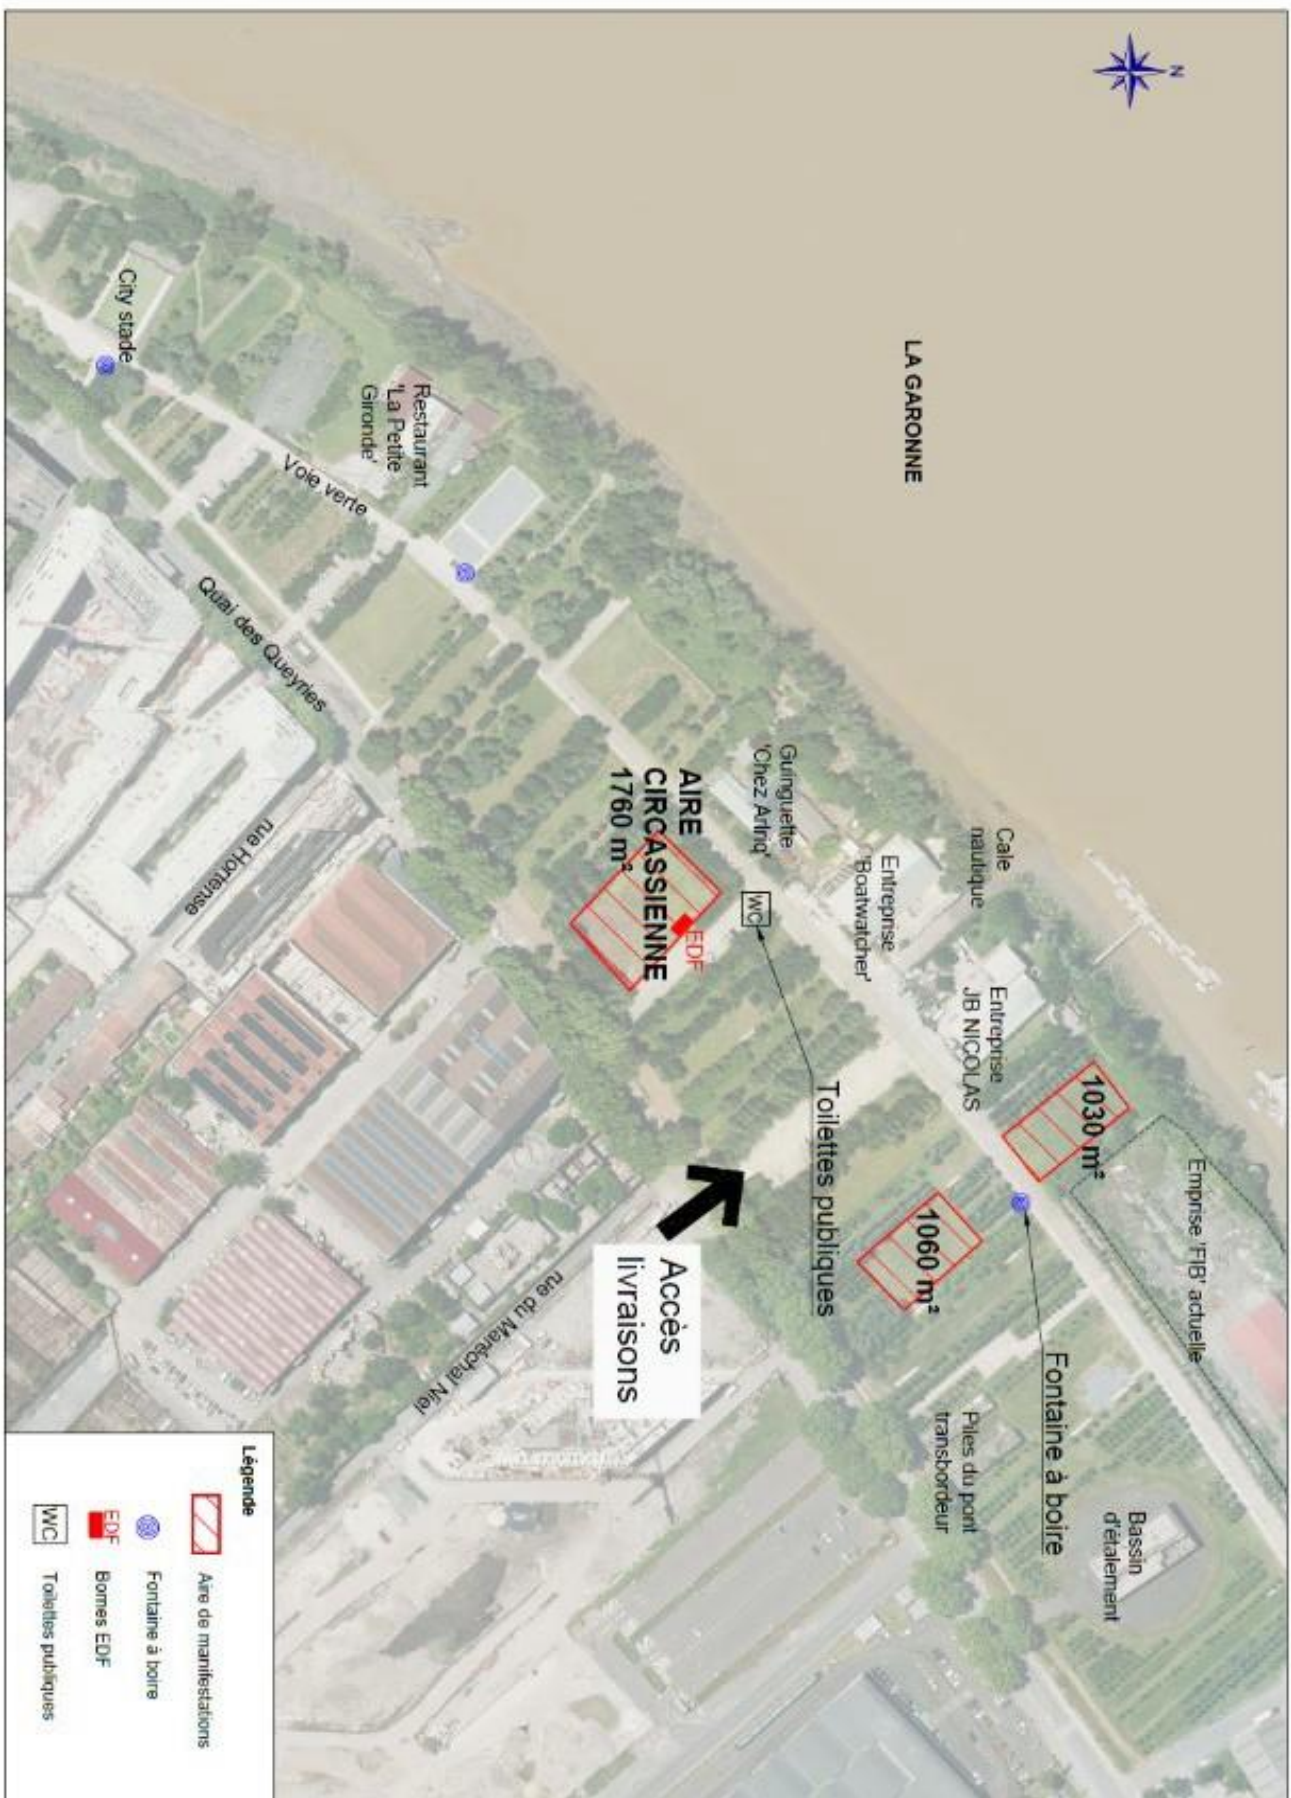 N
LA GARONNE
City stade
Restaurant
'La Petite
Gironde'
Voie verte
Quai des Queyries
rue Hortense
Guinguette
'Chez Alriq'
AIRE
CIRCASSIENNE
1760 m²
EDF
WC
Entreprise
'Boatwatcher'
Cale
nautique
Entreprise
JB NICOLAS
1030 m²
Emprise 'FIB' actuelle
Toilettes publiques
1060 m²
Accès
livraisons
rue du Maréchal Niel
Fontaine à boire
Piles du pont
transbordeur
Bassin
d'étalement
Légende
Aire de manifestations
Fontaine à boire
EDF
Bornes EDF
WC
Toilettes publiques